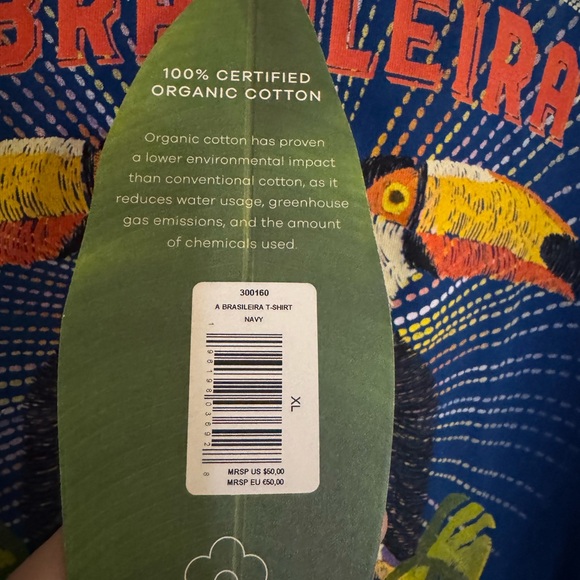 BRASILEIRA
100% CERTIFIED
ORGANIC COTTON
Organic cotton has proven
a lower environmental impact
than conventional cotton, as it
reduces water usage, greenhouse
gas emissions, and the amount
of chemicals used.
300160
A BRASILEIRA T-SHIRT
NAVY
XL
MRSP US $50,00
MRSP EU €50,00